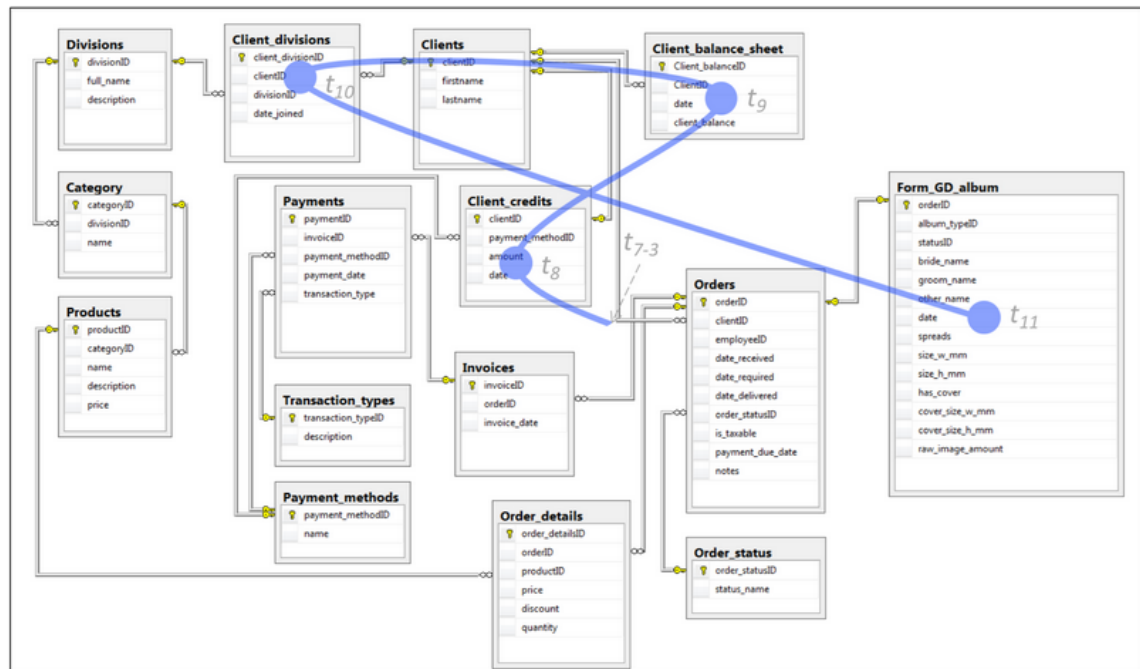 Divisions
divisionID
full_name
description
Client_divisions
client_divisionID
clientID
divisionID
date_joined
t10
Clients
clientID
firstname
lastname
Client_balance_sheet
Client_balanceID
ClientID
date
client_balance
t9
Category
categoryID
divisionID
name
Payments
paymentID
invoiceID
payment_methodID
payment_date
transaction_type
Client_credits
clientID
payment_methodID
amount
date
t8
t7-3
Form_GD_album
orderID
album_typeID
statusID
bride_name
groom_name
other_name
date
spreads
size_w_mm
size_h_mm
has_cover
cover_size_w_mm
cover_size_h_mm
raw_image_amount
t11
Products
productID
categoryID
name
description
price
Orders
orderID
clientID
employeeID
date_received
date_required
date_delivered
order_statusID
is_taxable
payment_due_date
notes
Invoices
invoiceID
orderID
invoice_date
Transaction_types
transaction_typeID
description
Payment_methods
payment_methodID
name
Order_details
order_detailsID
orderID
productID
price
discount
quantity
Order_status
order_statusID
status_name